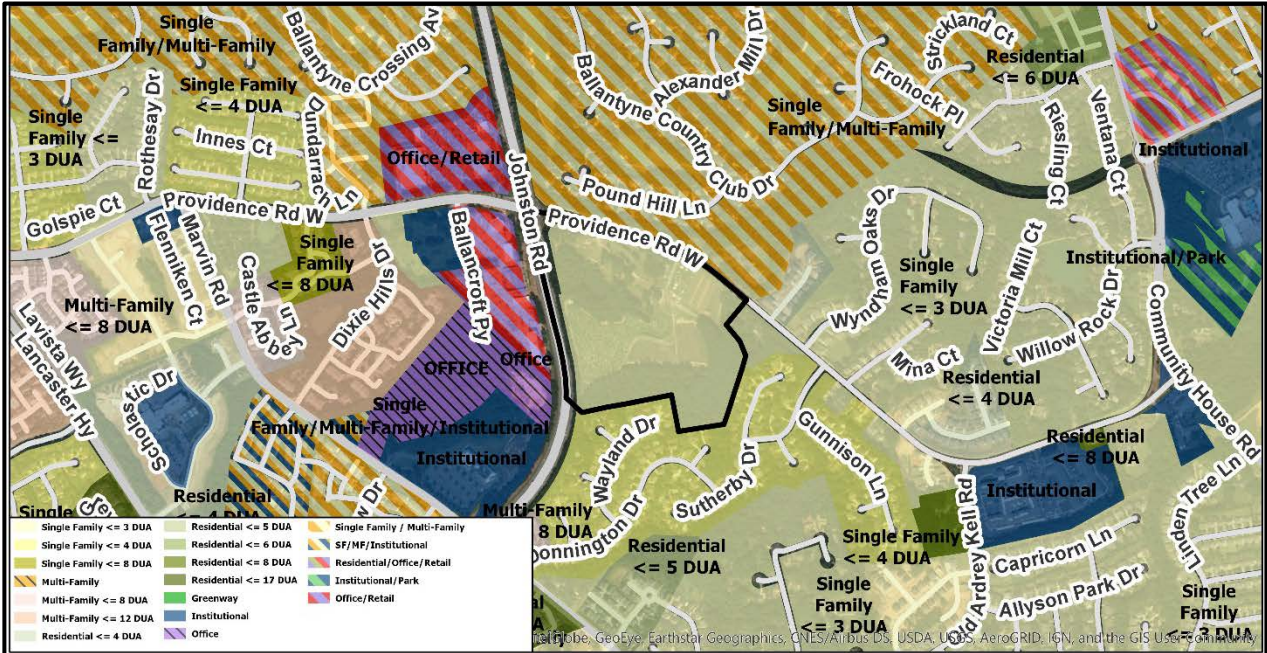 Single
Family/Multi-Family
Ballantyne Crossing Av
Single Family
<= 4 DUA
Single
Family <=
3 DUA
Rothesay Dr
Innes Ct
Dundarrach Ln
Office/Retail
Johnston Rd
Ballantyne Country Club Dr
Alexander Mill Dr
Strickland Ct
Frohock Pl
Residential
<= 6 DUA
Single
Family/Multi-Family
Riesling Ct
Ventana Ct
Institutional
Pound Hill Ln
Golspie Ct
Providence Rd W
Providence Rd W
Flenniken Ct
Marvin Rd
Castle Abbey Ln
Single
Family
<= 8 DUA
Dixie Hills Dr
Ballancroft Py
Wyndham Oaks Dr
Single
Family
<= 3 DUA
Victoria Mill Ct
Institutional/Park
Multi-Family
<= 8 DUA
Lavista Wy
Lancaster Hy
OFFICE
Office
Mina Ct
Willow Rock Dr
Community House Rd
Residential
<= 4 DUA
Scholastic Dr
Single
Family/Multi-Family/Institutional
Institutional
Wayland Dr
Sutherby Dr
Gunnison Ln
Residential
<= 8 DUA
Institutional
Residential
<= 4 DUA
Single
Multi-Family
8 DUA
Donnington Dr
Residential
<= 5 DUA
Single
Family
<= 4 DUA
Single
Family
<= 3 DUA
Old Ardrey Kell Rd
Capricorn Ln
Allyson Park Dr
Linden Tree Ln
Single
Family
<= 3 DUA
Single Family <= 3 DUA
Single Family <= 4 DUA
Single Family <= 8 DUA
Multi-Family
Multi-Family <= 8 DUA
Multi-Family <= 12 DUA
Residential <= 4 DUA
Residential <= 5 DUA
Residential <= 6 DUA
Residential <= 8 DUA
Residential <= 17 DUA
Greenway
Institutional
Office
Single Family / Multi-Family
SF/MF/Institutional
Residential/Office/Retail
Institutional/Park
Office/Retail
GeoEye, Earthstar Geographics, CNES/Airbus DS, USDA, USGS, AeroGRID, IGN, and the GIS User Community